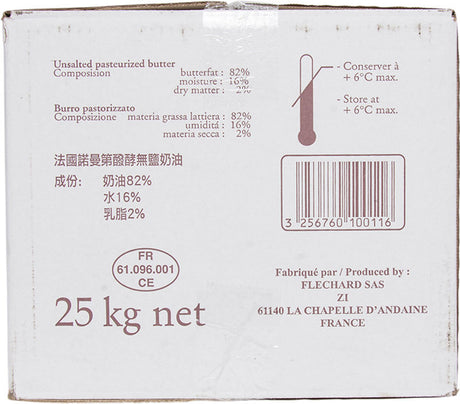 Unsalted pasteurized butter
Composition butterfat : 82%
moisture : 16%
dry matter : 2%
Burro pastorizzato
Composizione materia grassa lattiera : 82%
umiditá : 16%
materia secca : 2%
法國諾曼第醱酵無鹽奶油
成份: 奶油82%
水16%
乳脂2%
FR
61.096.001
CE
25 kg net
- Conserver à
+ 6°C max.
- Store at
+ 6°C max.
3 256760 100116
Fabriqué par / Produced by :
FLECHARD SAS
ZI
61140 LA CHAPELLE D'ANDAINE
FRANCE